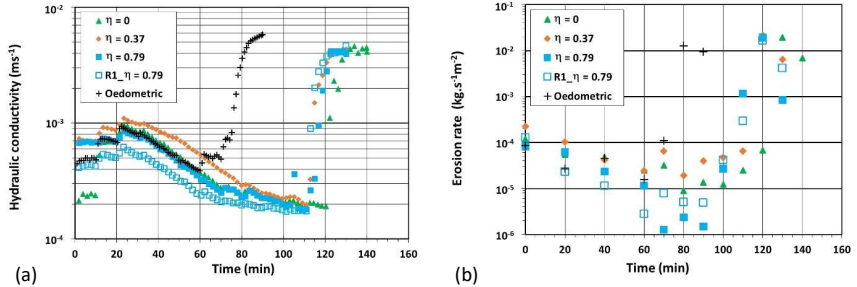 10⁻²
10⁻³
10⁻⁴
Hydraulic conductivity (ms⁻¹)
η = 0
η = 0.37
η = 0.79
R1_η = 0.79
Oedometric
0 20 40 60 80 100 120 140 160
Time (min)
(a)
10⁻¹
10⁻²
10⁻³
10⁻⁴
10⁻⁵
10⁻⁶
Erosion rate (kg.s⁻¹m⁻²)
η = 0
η = 0.37
η = 0.79
R1_η = 0.79
Oedometric
0 20 40 60 80 100 120 140 160
Time (min)
(b)